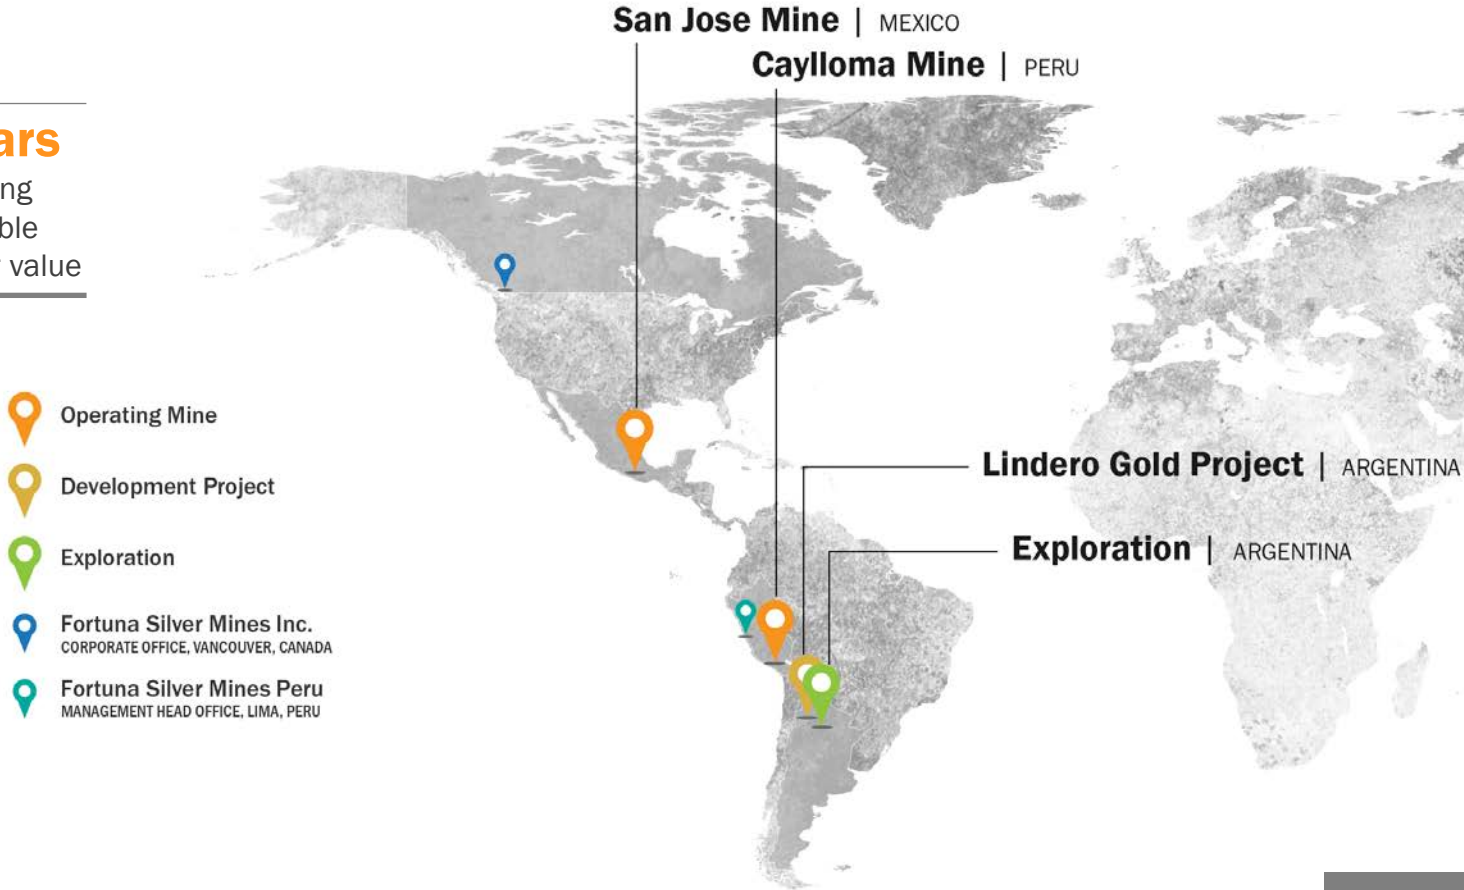 San Jose Mine | MEXICO
Caylloma Mine | PERU
ars
ng
ble
value
Operating Mine
Development Project
Exploration
Fortuna Silver Mines Inc.
CORPORATE OFFICE, VANCOUVER, CANADA
Fortuna Silver Mines Peru
MANAGEMENT HEAD OFFICE, LIMA, PERU
Lindero Gold Project | ARGENTINA
Exploration | ARGENTINA